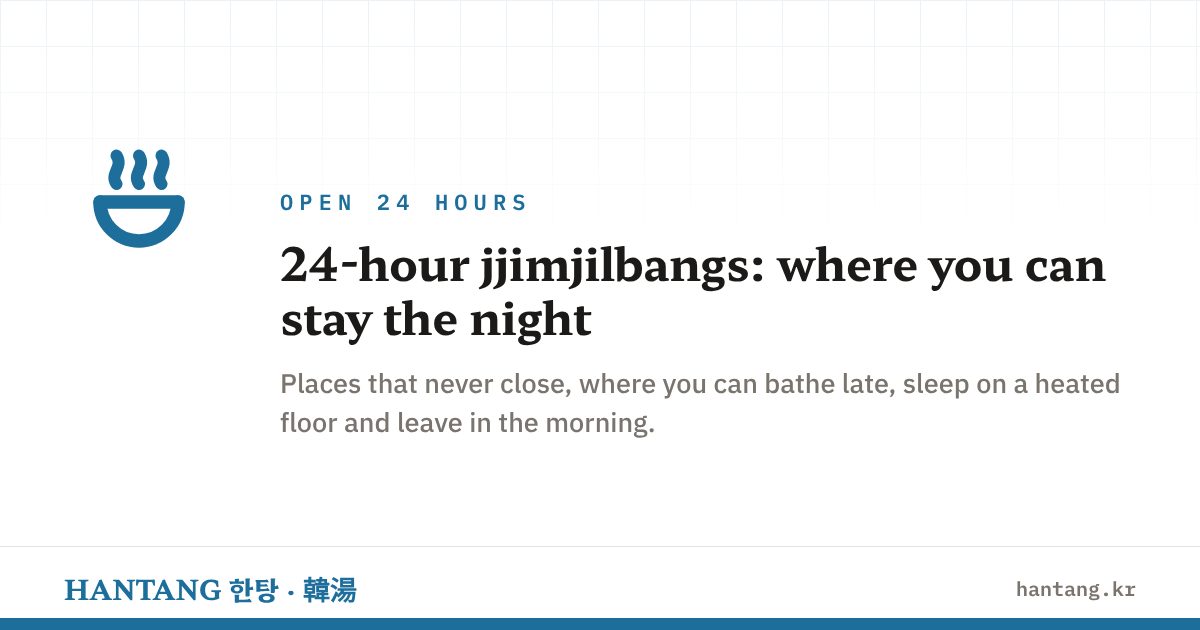 OPEN 24 HOURS
24-hour jjimjilbangs: where you can
stay the night
Places that never close, where you can bathe late, sleep on a heated
floor and leave in the morning.
HANTANG 한탕 · 韓湯
hantang.kr